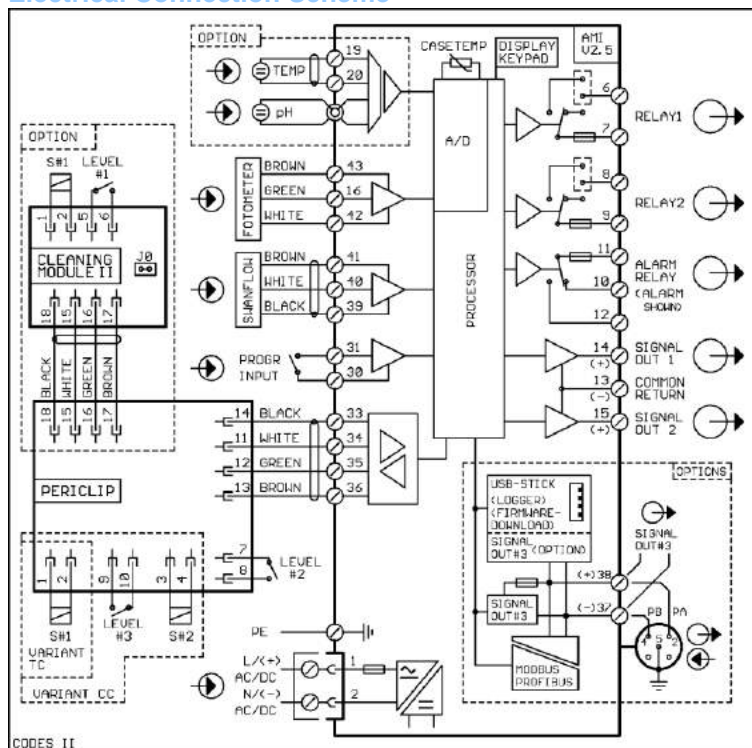 Electrical Connection Scheme
OPTION
19
TEMP
20
pH
CASETEMP
DISPLAY
KEYPAD
AMI
V2.5
A/D
PROCESSOR
6
RELAY1
7
8
RELAY2
9
11
ALARM
RELAY
10
(ALARM
SHOWN)
12
14
(+)
SIGNAL
OUT 1
13
(-)
COMMON
RETURN
15
(+)
SIGNAL
OUT 2
FOTOMETER
BROWN
43
GREEN
16
WHITE
42
SWANFLOW
BROWN
41
WHITE
40
BLACK
39
PROGR
INPUT
31
30
OPTION
S#1
LEVEL
#1
1
2
5
6
CLEANING
MODULE II
J0
18
15
16
17
BLACK
WHITE
GREEN
BROWN
18
15
16
17
PERICLIP
14
BLACK
33
11
WHITE
34
12
GREEN
35
13
BROWN
36
7
8
LEVEL
#2
1
2
9
10
3
4
S#1
LEVEL
#3
S#2
VARIANT
TC
VARIANT CC
PE
L/(+)
AC/DC
1
N/(-)
AC/DC
2
OPTIONS
USB-STICK
(LOGGER)
(FIRMWARE-
DOWNLOAD)
SIGNAL
OUT#3 (OPTION)
SIGNAL
OUT#3
(+)38
SIGNAL
OUT#3
(-)37
PB
PA
4
5
2
MODBUS
PROFIBUS
CODES II